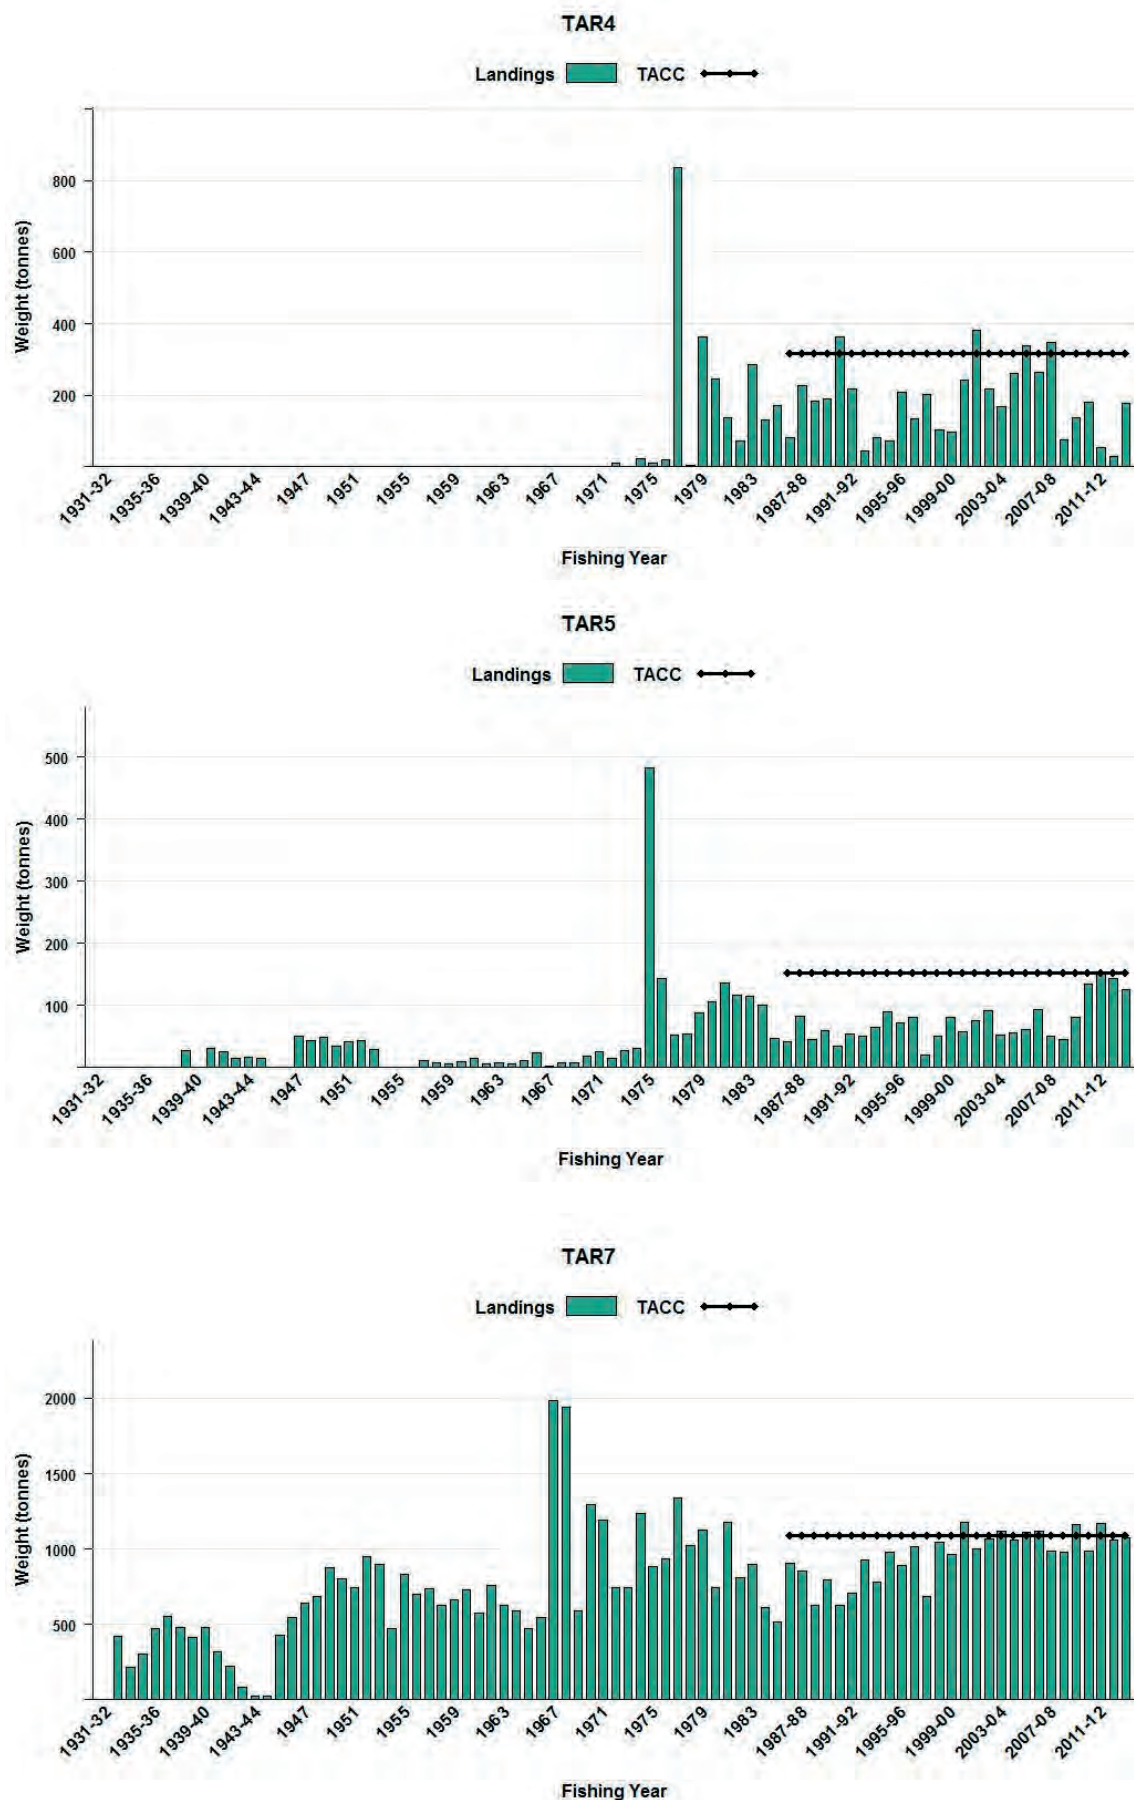 TAR4
Landings TACC
Weight (tonnes)
800
600
400
200
1931-32 1935-36 1939-40 1943-44 1947 1951 1955 1959 1963 1967 1971 1975 1979 1983 1987-88 1991-92 1995-96 1999-00 2003-04 2007-08 2011-12
Fishing Year
TAR5
Landings TACC
Weight (tonnes)
500
400
300
200
100
1931-32 1935-36 1939-40 1943-44 1947 1951 1955 1959 1963 1967 1971 1975 1979 1983 1987-88 1991-92 1995-96 1999-00 2003-04 2007-08 2011-12
Fishing Year
TAR7
Landings TACC
Weight (tonnes)
2000
1500
1000
500
1931-32 1935-36 1939-40 1943-44 1947 1951 1955 1959 1963 1967 1971 1975 1979 1983 1987-88 1991-92 1995-96 1999-00 2003-04 2007-08 2011-12
Fishing Year